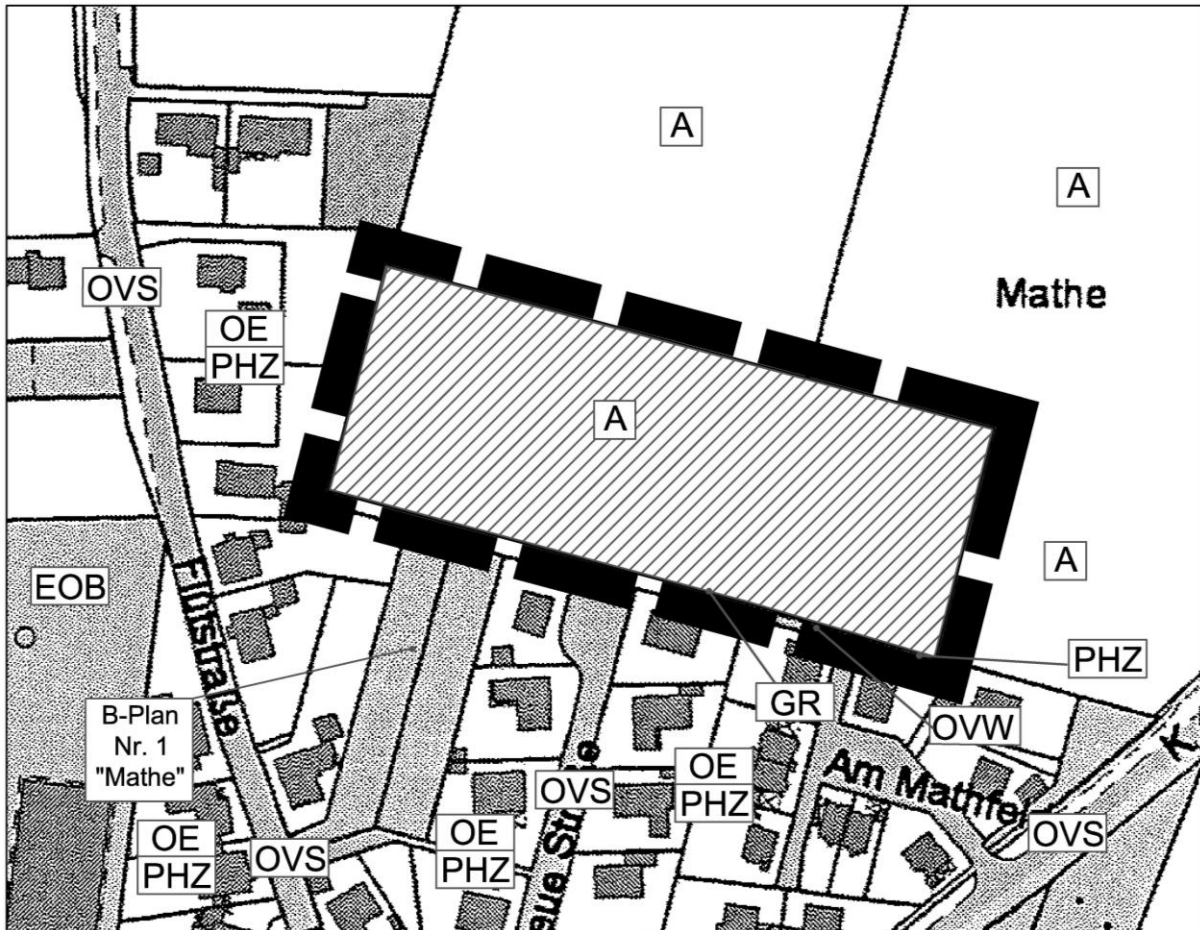 A
A
Mathe
OVS
OE
PHZ
A
A
EOB
Flutstraße
PHZ
GR
OVW
B-Plan
Nr. 1
"Mathe"
OE
PHZ
OVS
Am Mathfel
OVS
OE
PHZ
OVS
OE
PHZ
K